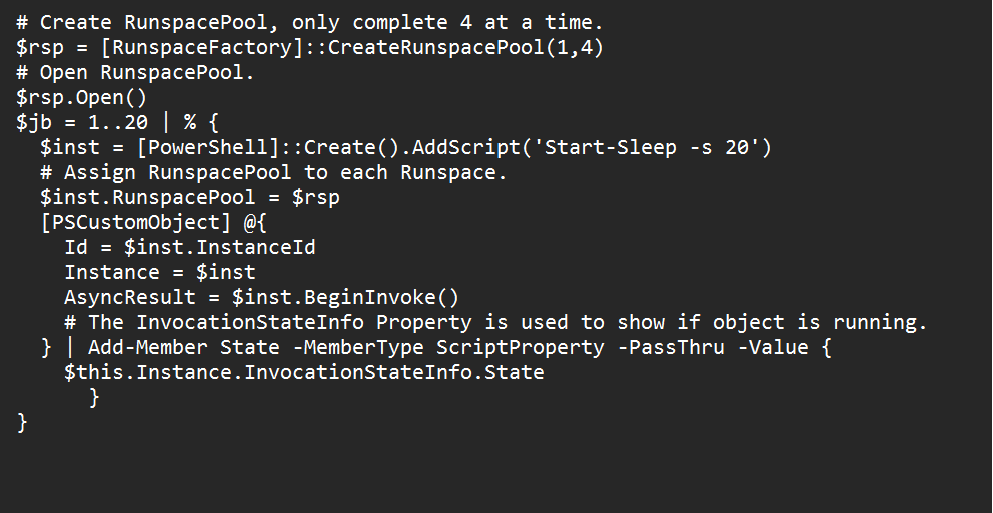 # Create RunspacePool, only complete 4 at a time.
$rsp = [RunspaceFactory]::CreateRunspacePool(1,4)
# Open RunspacePool.
$rsp.Open()
$jb = 1..20 | % {
  $inst = [PowerShell]::Create().AddScript('Start-Sleep -s 20')
  # Assign RunspacePool to each Runspace.
  $inst.RunspacePool = $rsp
  [PSCustomObject] @{
    Id = $inst.InstanceId
    Instance = $inst
    AsyncResult = $inst.BeginInvoke()
    # The InvocationStateInfo Property is used to show if object is running.
  } | Add-Member State -MemberType ScriptProperty -PassThru -Value {
    $this.Instance.InvocationStateInfo.State
      }
}